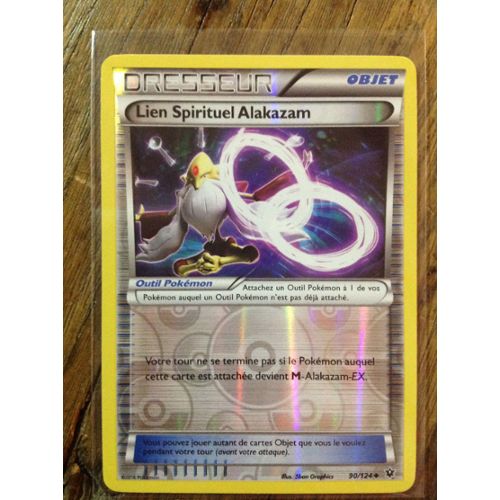 DRESSEUR
OBJET
Lien Spirituel Alakazam
Outil Pokémon
Attachez un Outil Pokémon à 1 de vos
Pokémon auquel un Outil Pokémon n'est pas déjà attaché.
Votre tour ne se termine pas si le Pokémon auquel
cette carte est attachée devient M-Alakazam-EX.
Vous pouvez jouer autant de cartes Objet que vous le voulez
pendant votre tour (avant votre attaque).
Illus. 5ban Graphics
90/124